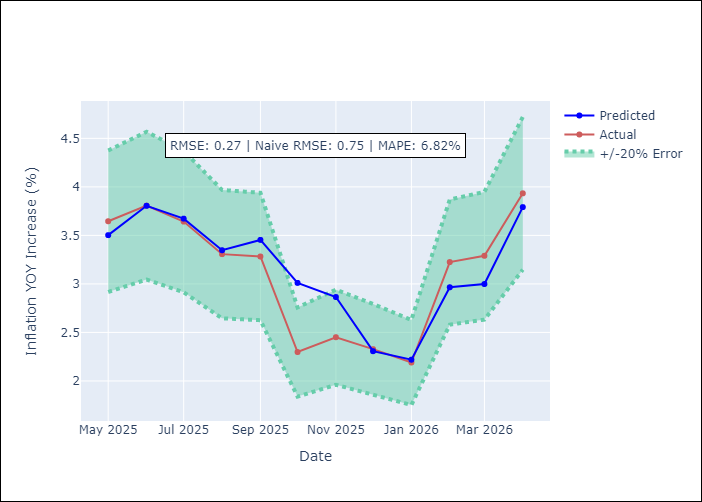 RMSE: 0.27 | Naive RMSE: 0.75 | MAPE: 6.82%
Predicted
Actual
+/-20% Error
Inflation YOY Increase (%)
4.5
4
3.5
3
2.5
2
May 2025
Jul 2025
Sep 2025
Nov 2025
Jan 2026
Mar 2026
Date